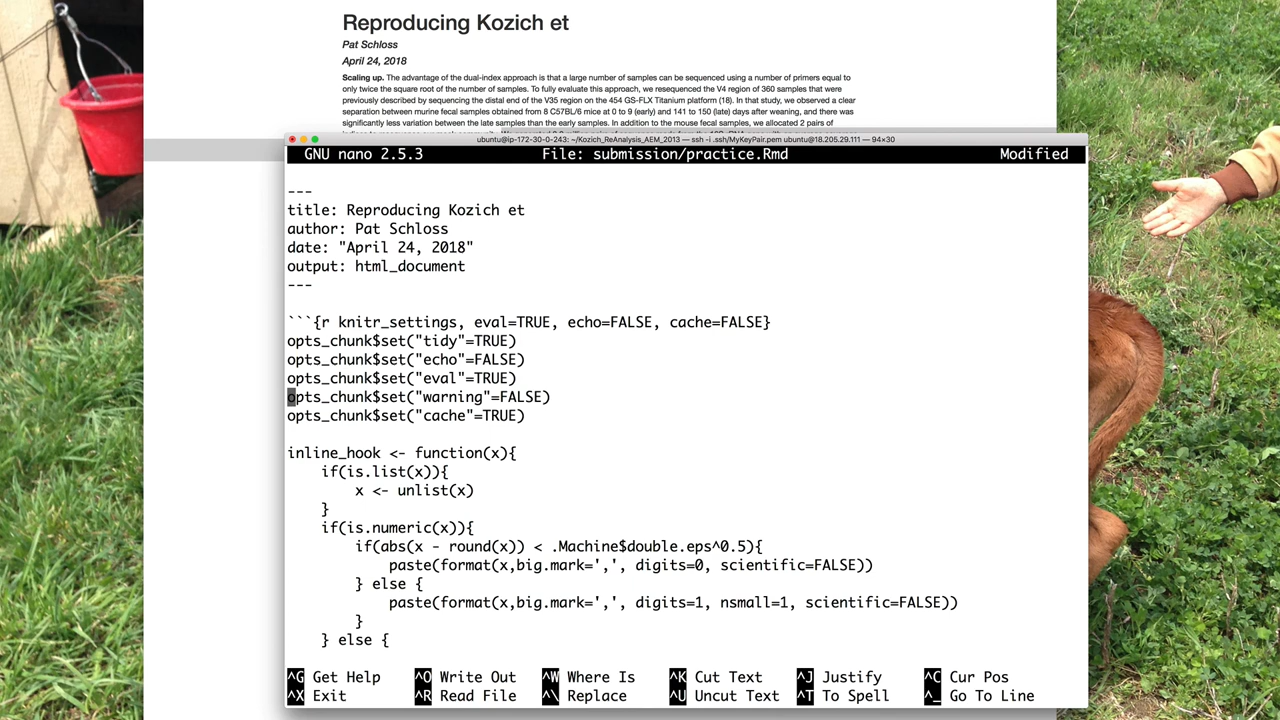 Reproducing Kozich et
Pat Schloss
April 24, 2018
Scaling up. The advantage of the dual-index approach is that a large number of samples can be sequenced using a number of primers equal to
only twice the square root of the number of samples. To fully evaluate this approach, we resequenced the V4 region of 360 samples that were
previously described by sequencing the distal end of the V35 region on the 454 GS-FLX Titanium platform (18). In that study, we observed a clear
separation between murine fecal samples obtained from 8 C57BL/6 mice at 0 to 9 (early) and 141 to 150 (late) days after weaning, and there was
significantly less variation between the late samples than the early samples. In addition to the mouse fecal samples, we allocated 2 pairs of
ubuntu@ip-172-30-0-243: ~/Kozich_ReAnalysis_AEM_2013 — ssh -i .ssh/MyKeyPair.pem ubuntu@18.205.29.111 — 94×30
GNU nano 2.5.3 File: submission/practice.Rmd Modified
---
title: Reproducing Kozich et
author: Pat Schloss
date: "April 24, 2018"
output: html_document
---
```{r knitr_settings, eval=TRUE, echo=FALSE, cache=FALSE}
opts_chunk$set("tidy"=TRUE)
opts_chunk$set("echo"=FALSE)
opts_chunk$set("eval"=TRUE)
opts_chunk$set("warning"=FALSE)
opts_chunk$set("cache"=TRUE)
inline_hook <- function(x){
if(is.list(x)){
x <- unlist(x)
}
if(is.numeric(x)){
if(abs(x - round(x)) < .Machine$double.eps^0.5){
paste(format(x,big.mark=',', digits=0, scientific=FALSE))
} else {
paste(format(x,big.mark=',', digits=1, nsmall=1, scientific=FALSE))
}
} else {
^G Get Help ^O Write Out ^W Where Is ^K Cut Text ^J Justify ^C Cur Pos
^X Exit ^R Read File ^\ Replace ^U Uncut Text ^T To Spell ^_ Go To Line